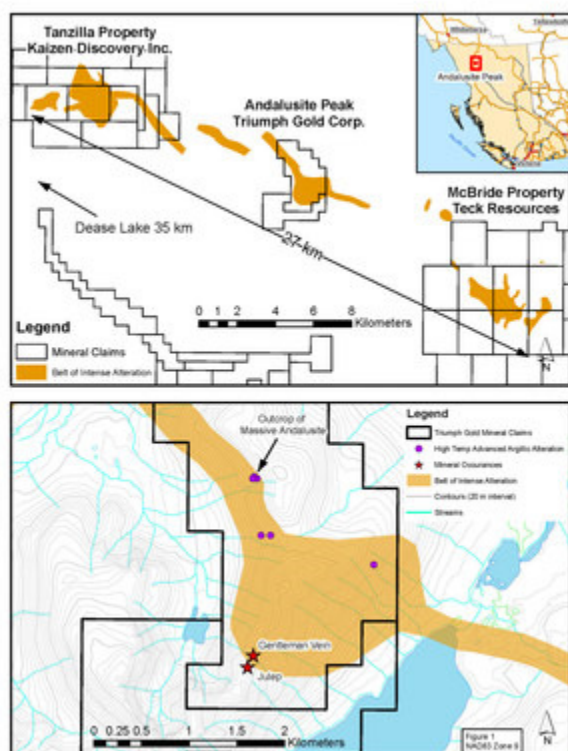 Tanzilla Property
Kaizen Discovery Inc.
Andalusite Peak
Triumph Gold Corp.
McBride Property
Teck Resources
Andalusite Peak
Dease Lake 35 km
27 km
0 1 2 4 6 8
Kilometers
Legend
Mineral Claims
Belt of Intense Alteration
N
Outcrop of
Massive Andalusite
Legend
Triumph Gold Mineral Claims
High Temp Advanced Argillic Alteration
Mineral Occurances
Belt of Intense Alteration
Contours (20 m interval)
Streams
Gentleman Vein
Julep
0 0.25 0.5 1 1.5 2
Kilometers
N
Figure 1
NAD83 Zone 9